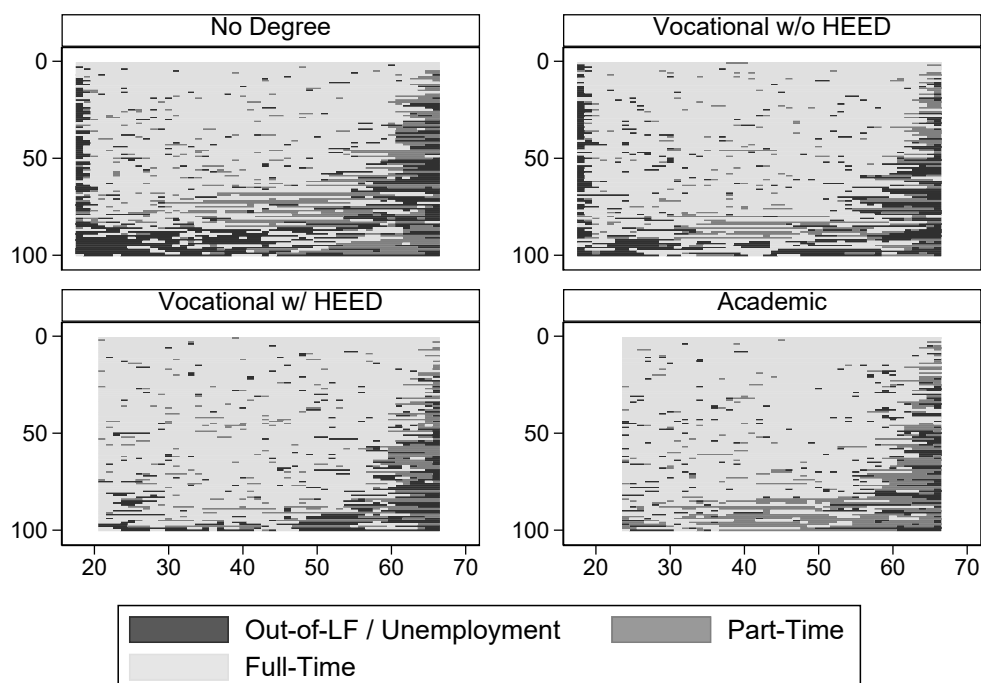 No Degree
Vocational w/o HEED
0
50
100
0
50
100
Vocational w/ HEED
Academic
0
50
100
0
50
100
20 30 40 50 60 70
20 30 40 50 60 70
Out-of-LF / Unemployment
Part-Time
Full-Time